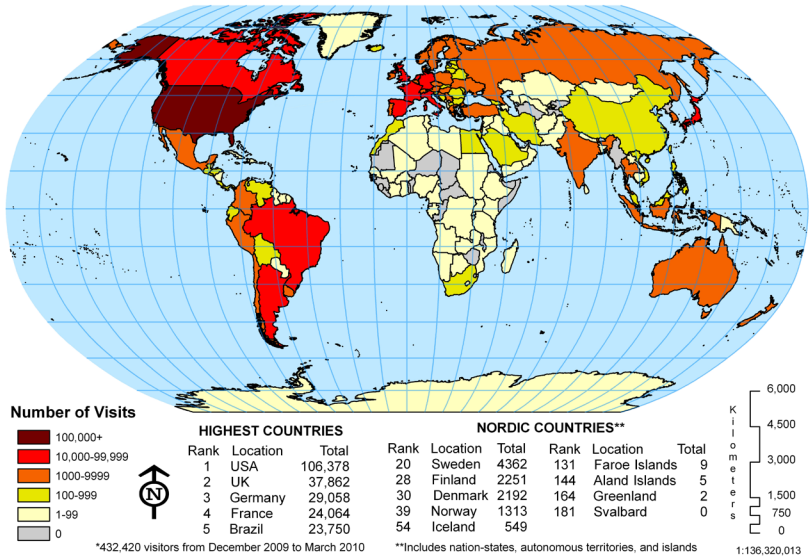 Number of Visits
100,000+
10,000-99,999
1000-9999
100-999
1-99
0
N
HIGHEST COUNTRIES
Rank Location Total
1 USA 106,378
2 UK 37,862
3 Germany 29,058
4 France 24,064
5 Brazil 23,750
NORDIC COUNTRIES**
Rank Location Total Rank Location Total
20 Sweden 4362 131 Faroe Islands 9
28 Finland 2251 144 Aland Islands 5
30 Denmark 2192 164 Greenland 2
39 Norway 1313 181 Svalbard 0
54 Iceland 549
Kilometers
6,000
4,500
3,000
1,500
750
0
*432,420 visitors from December 2009 to March 2010
**Includes nation-states, autonomous territories, and islands
1:136,320,013